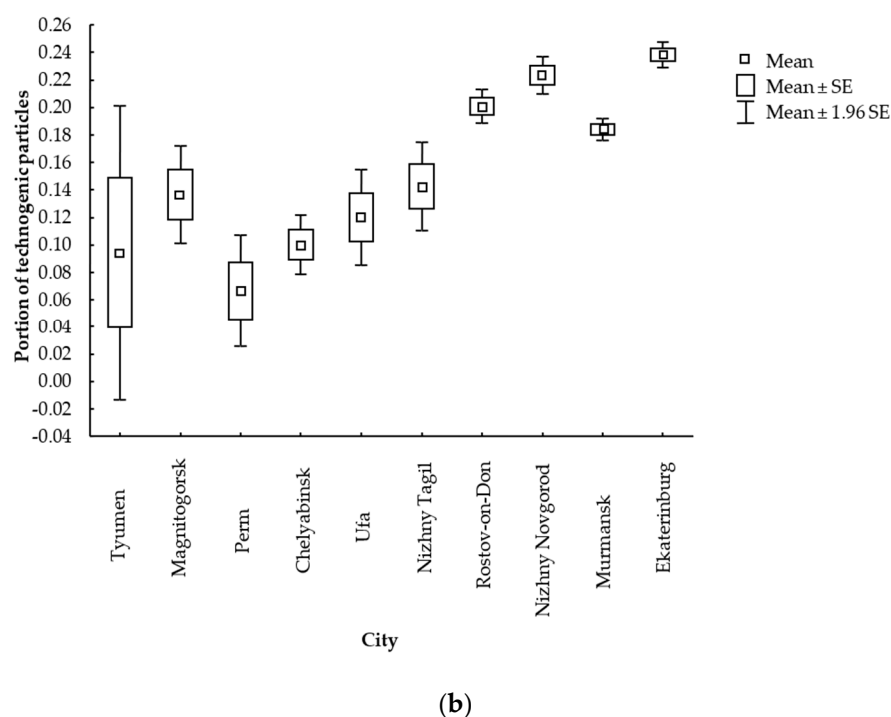 0.26
0.24
0.22
0.20
0.18
0.16
0.14
0.12
0.10
0.08
0.06
0.04
0.02
0.00
-0.02
-0.04
Portion of technogenic particles
Mean
Mean ± SE
Mean ± 1.96 SE
Tyumen
Magnitogorsk
Perm
Chelyabinsk
Ufa
Nizhny Tagil
Rostov-on-Don
Nizhny Novgorod
Murmansk
Ekaterinburg
City
(b)